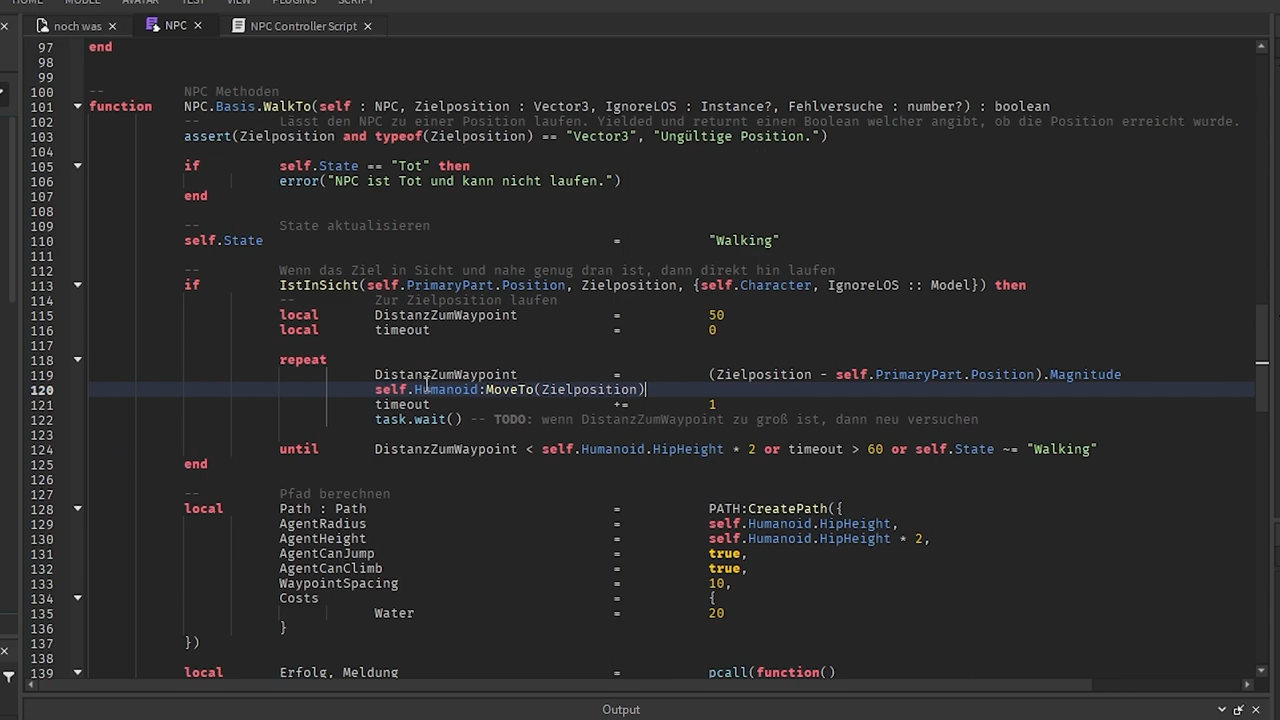 HOME MODEL AVATAR TEST VIEW PLUGINS SCRIPT
noch was NPC NPC Controller Script
97 end
98
99
100 -- NPC Methoden
101 function NPC.Basis.WalkTo(self : NPC, Zielposition : Vector3, IgnoreLOS : Instance?, Fehlversuche : number?) : boolean
102 -- Lässt den NPC zu einer Position laufen. Yielded und returnt einen Boolean welcher angibt, ob die Position erreicht wurde.
103 assert(Zielposition and typeof(Zielposition) == "Vector3", "Ungültige Position.")
104
105 if self.State == "Tot" then
106 error("NPC ist Tot und kann nicht laufen.")
107 end
108
109 -- State aktualisieren
110 self.State = "Walking"
111
112 -- Wenn das Ziel in Sicht und nahe genug dran ist, dann direkt hin laufen
113 if IstInSicht(self.PrimaryPart.Position, Zielposition, {self.Character, IgnoreLOS :: Model}) then
114 -- Zur Zielposition laufen
115 local DistanzZumWaypoint = 50
116 local timeout = 0
117
118 repeat
119 DistanzZumWaypoint = (Zielposition - self.PrimaryPart.Position).Magnitude
120 self.Humanoid:MoveTo(Zielposition)
121 timeout += 1
122 task.wait() -- TODO: wenn DistanzZumWaypoint zu groß ist, dann neu versuchen
123
124 until DistanzZumWaypoint < self.Humanoid.HipHeight * 2 or timeout > 60 or self.State ~= "Walking"
125 end
126
127 -- Pfad berechnen
128 local Path : Path = PATH:CreatePath({
129 AgentRadius = self.Humanoid.HipHeight,
130 AgentHeight = self.Humanoid.HipHeight * 2,
131 AgentCanJump = true,
132 AgentCanClimb = true,
133 WaypointSpacing = 10,
134 Costs = {
135 Water = 20
136 }
137 })
138
139 local Erfolg, Meldung = pcall(function()
Output